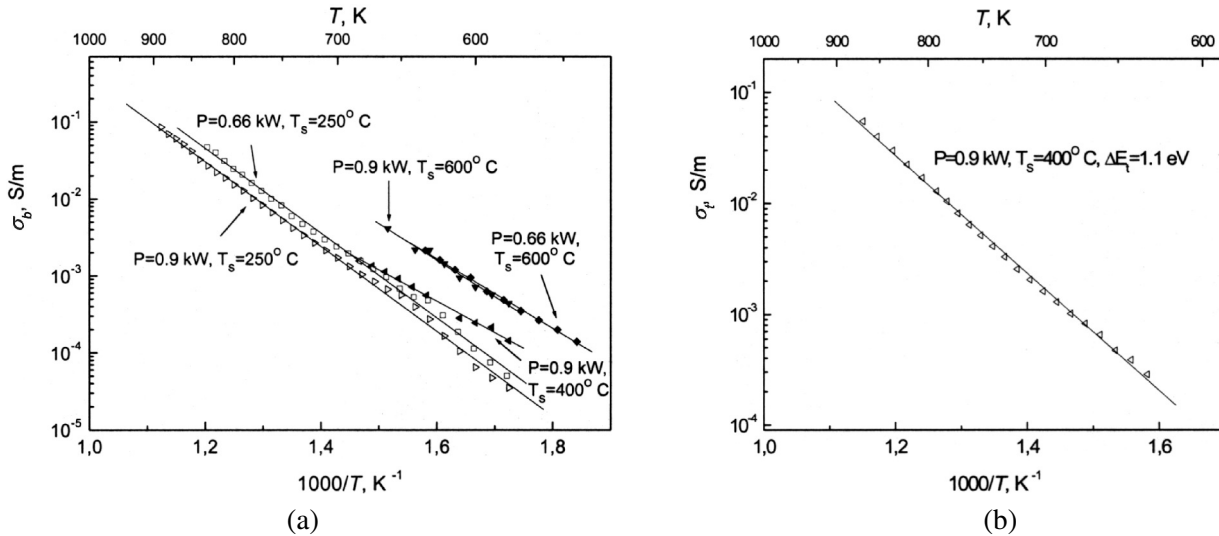 T, K
1000 900 800 700 600
10^-1
10^-2
10^-3
10^-4
10^-5
σ_b, S/m
P=0.66 kW, T_s=250° C
P=0.9 kW, T_s=600° C
P=0.9 kW, T_s=250° C
P=0.66 kW,
T_s=600° C
P=0.9 kW,
T_s=400° C
1,0 1,2 1,4 1,6 1,8
1000/T, K^-1
(a)
T, K
1000 900 800 700 600
10^-1
10^-2
10^-3
10^-4
σ_t, S/m
P=0.9 kW, T_s=400° C, ΔE_t=1.1 eV
1,0 1,2 1,4 1,6
1000/T, K^-1
(b)